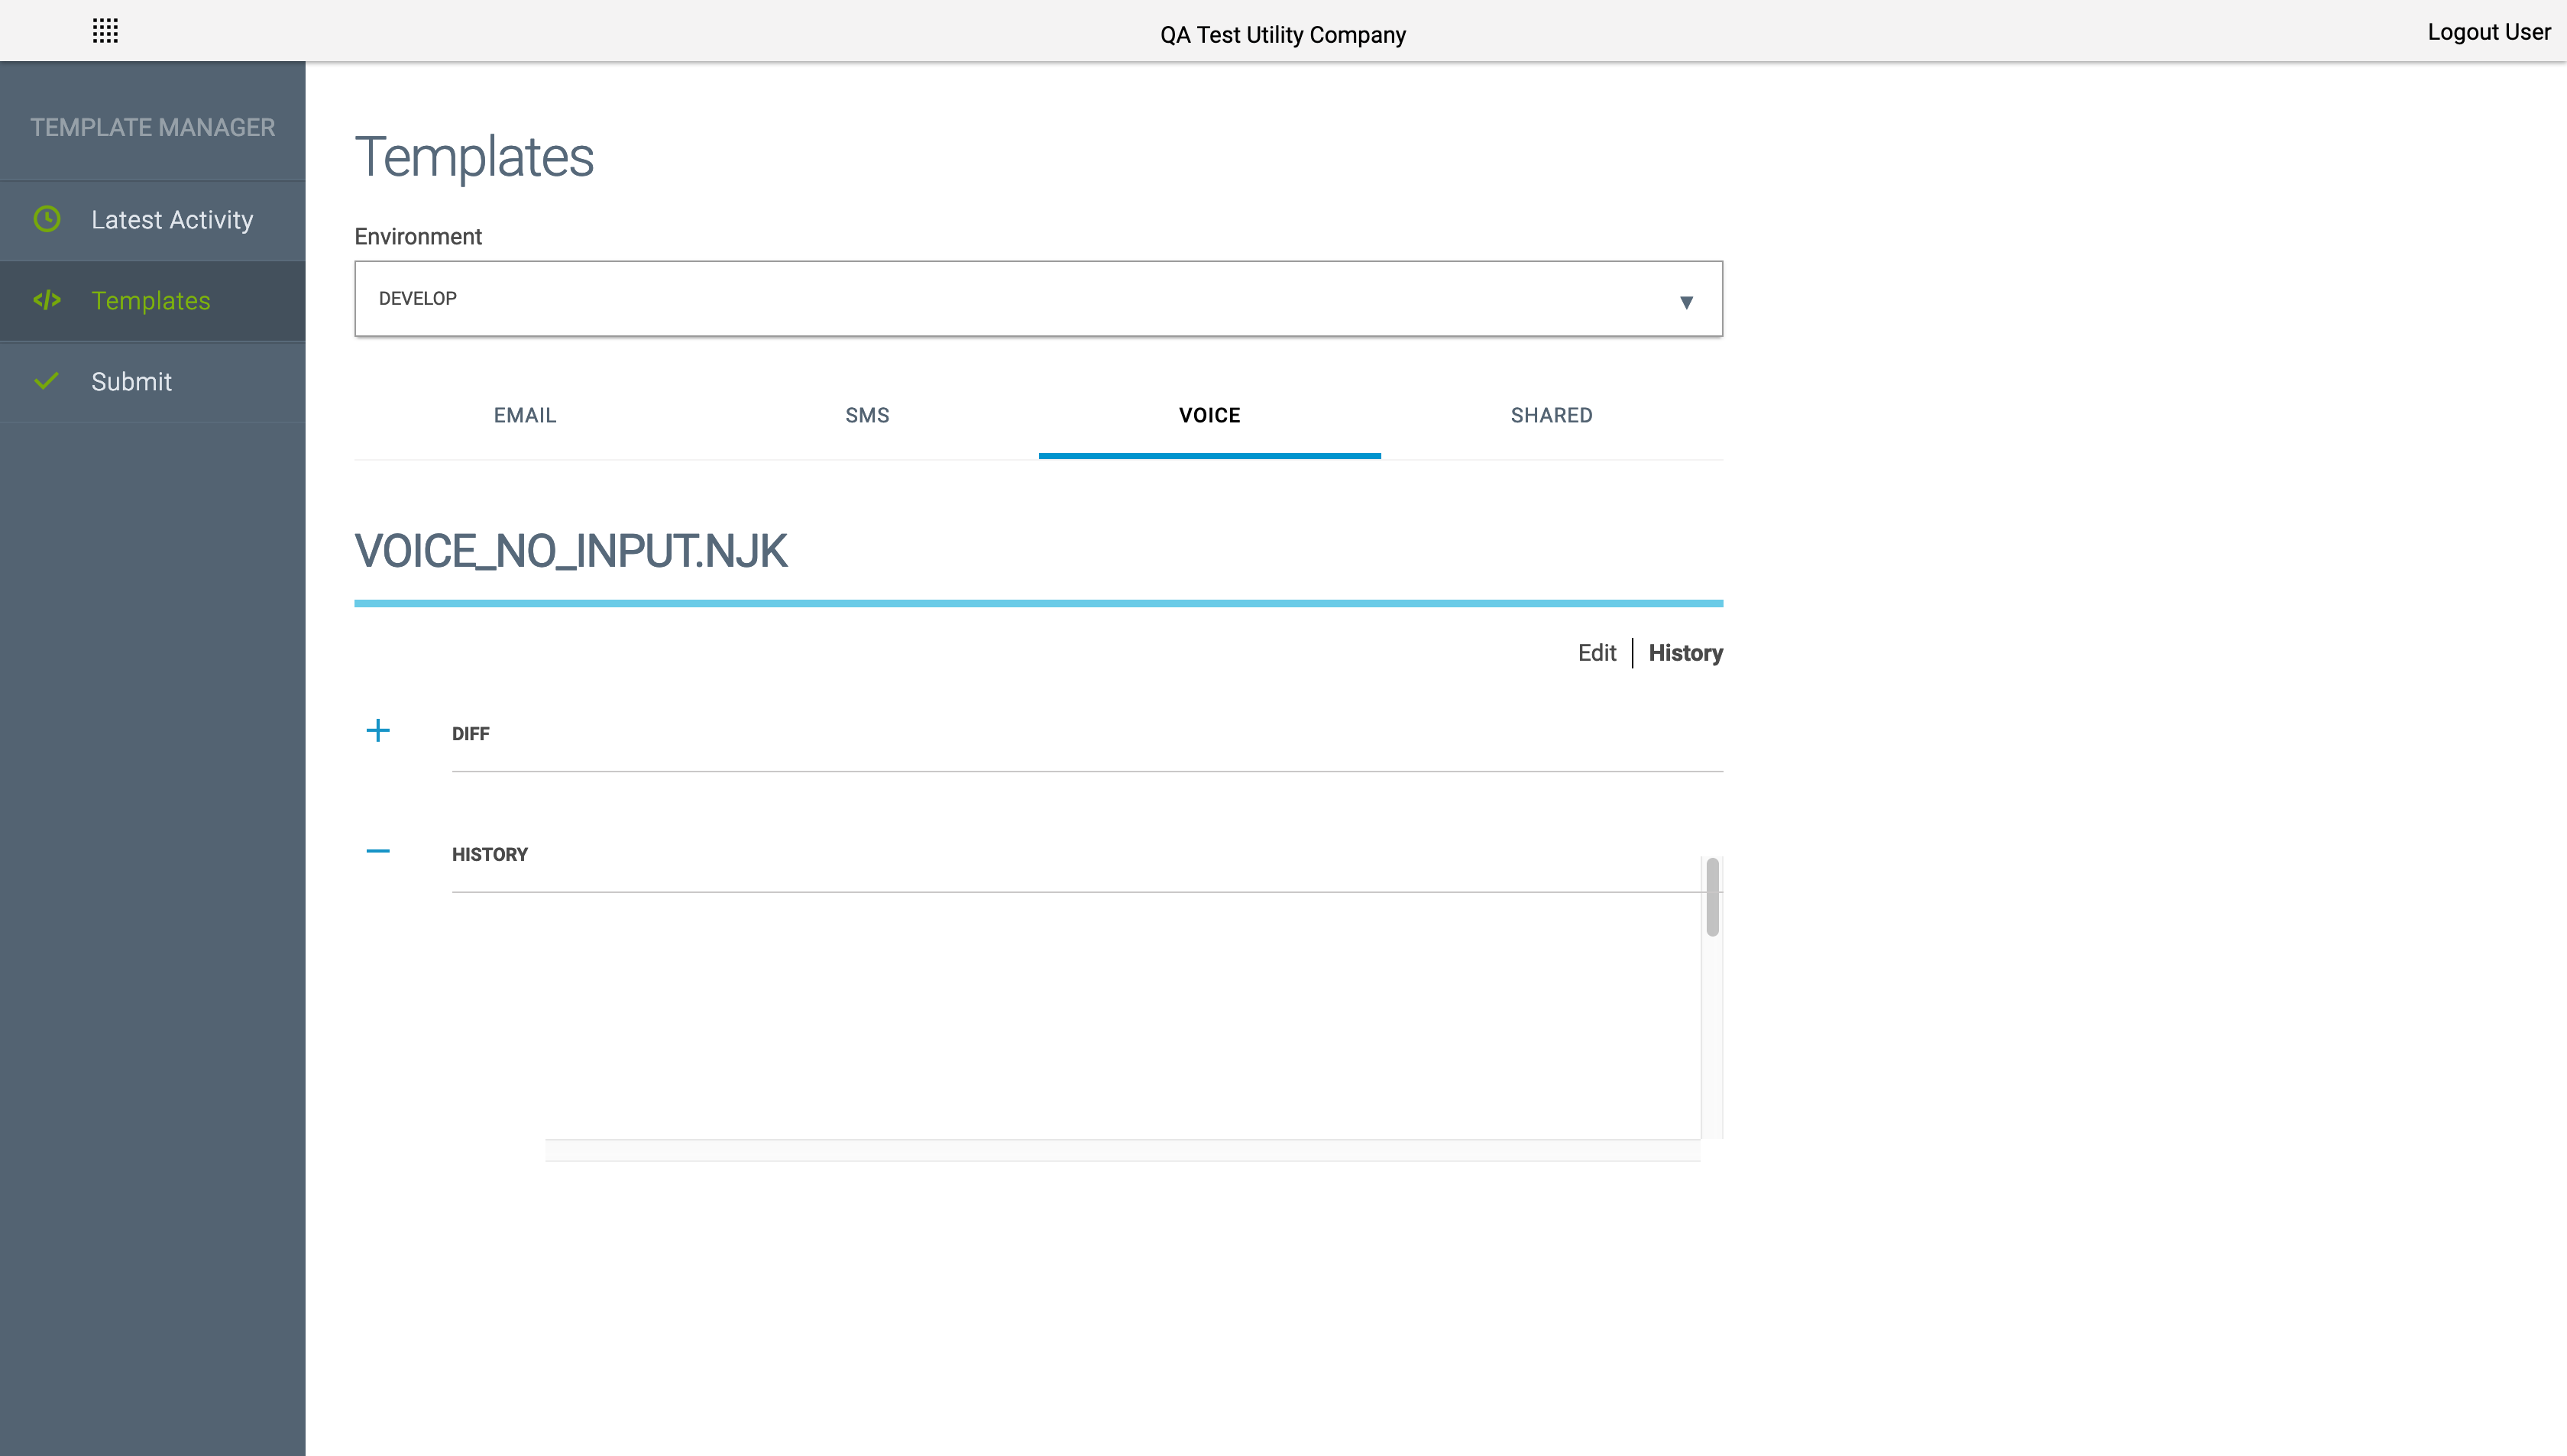 QA Test Utility Company
Logout User
TEMPLATE MANAGER
Latest Activity
Templates
Submit
Templates
Environment
DEVELOP
EMAIL
SMS
VOICE
SHARED
VOICE_NO_INPUT.NJK
Edit
History
DIFF
HISTORY